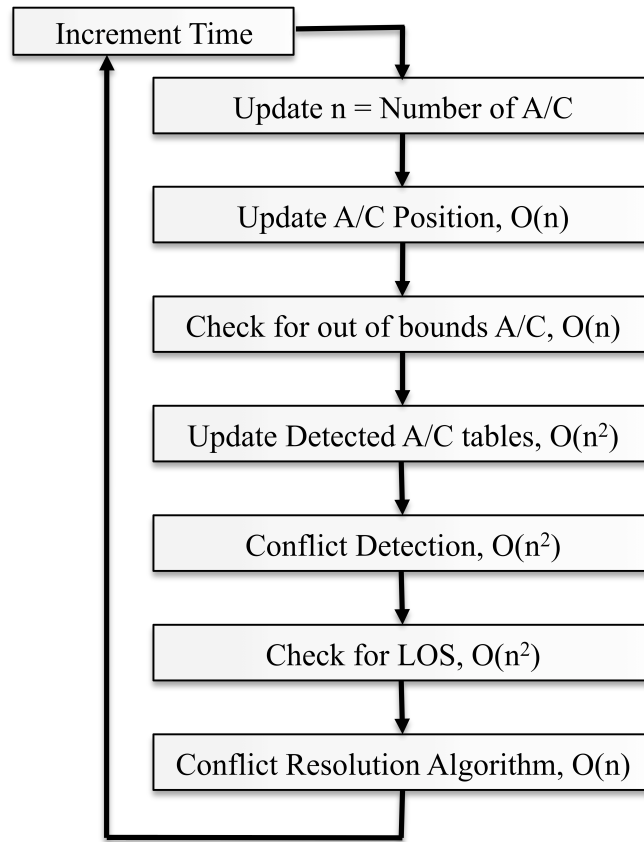 Increment Time
Update n = Number of A/C
Update A/C Position, O(n)
Check for out of bounds A/C, O(n)
Update Detected A/C tables, O(n²)
Conflict Detection, O(n²)
Check for LOS, O(n²)
Conflict Resolution Algorithm, O(n)